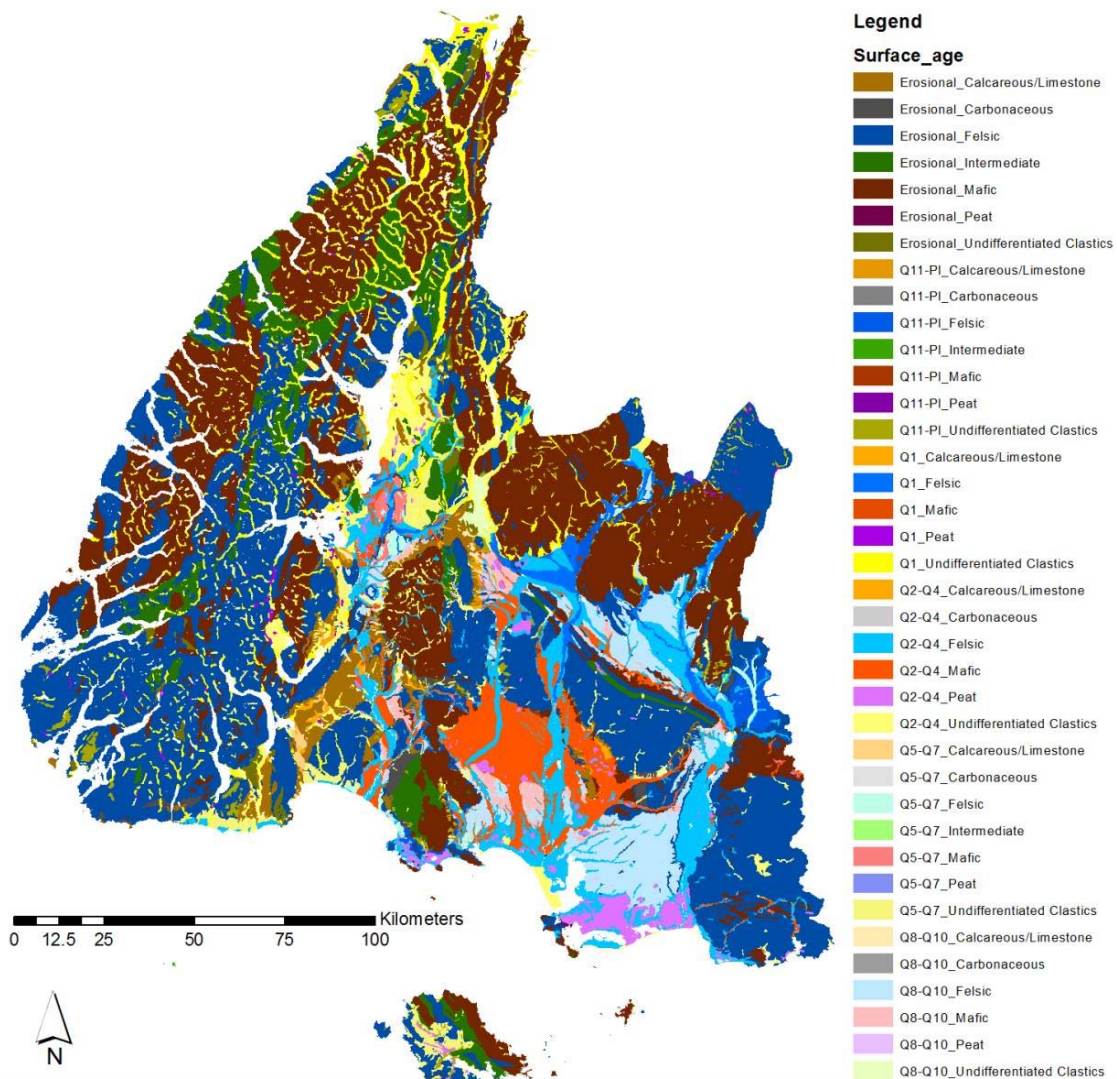 Legend
Surface_age
Erosional_Calcareous/Limestone
Erosional_Carbonaceous
Erosional_Felsic
Erosional_Intermediate
Erosional_Mafic
Erosional_Peat
Erosional_Undifferentiated Clastics
Q11-Pl_Calcareous/Limestone
Q11-Pl_Carbonaceous
Q11-Pl_Felsic
Q11-Pl_Intermediate
Q11-Pl_Mafic
Q11-Pl_Peat
Q11-Pl_Undifferentiated Clastics
Q1_Calcareous/Limestone
Q1_Felsic
Q1_Mafic
Q1_Peat
Q1_Undifferentiated Clastics
Q2-Q4_Calcareous/Limestone
Q2-Q4_Carbonaceous
Q2-Q4_Felsic
Q2-Q4_Mafic
Q2-Q4_Peat
Q2-Q4_Undifferentiated Clastics
Q5-Q7_Calcareous/Limestone
Q5-Q7_Carbonaceous
Q5-Q7_Felsic
Q5-Q7_Intermediate
Q5-Q7_Mafic
Q5-Q7_Peat
Q5-Q7_Undifferentiated Clastics
Q8-Q10_Calcareous/Limestone
Q8-Q10_Carbonaceous
Q8-Q10_Felsic
Q8-Q10_Mafic
Q8-Q10_Peat
Q8-Q10_Undifferentiated Clastics
Kilometers
0 12.5 25 50 75 100
N